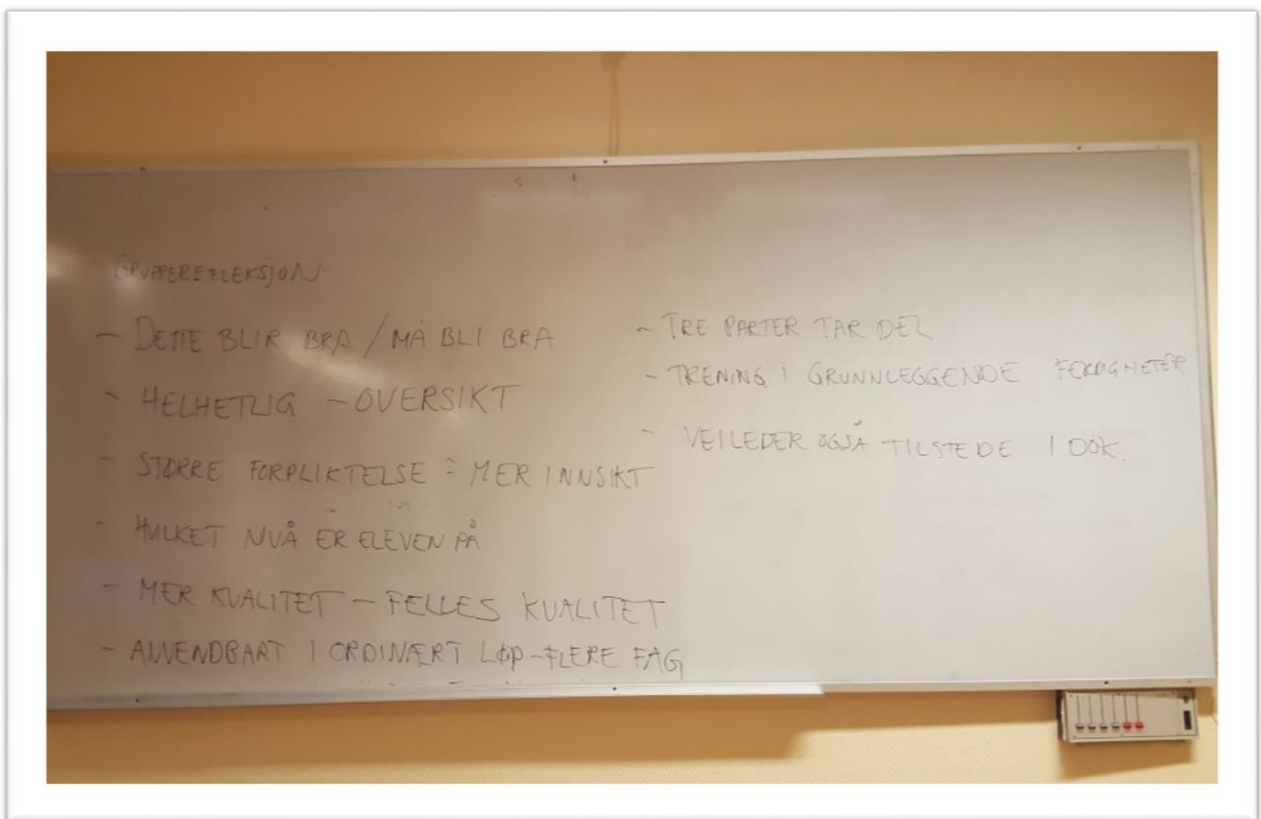 GRUPPEREFLEKSJON
- DETTE BLIR BRA / MÅ BLI BRA
- HELHETLIG - OVERSIKT
- STØRRE FORPLIKTELSE = MER INNSIKT
- HVILKET NIVÅ ER ELEVEN PÅ
- MER KVALITET - FELLES KVALITET
- ANVENDBART I ORDINÆRT LØP - FLERE FAG
- TRE PARTER TAR DEL
- TRENING I GRUNNLEGGENDE FERDIGHETER
- VEILEDER OGSÅ TILSTEDE I DOK.